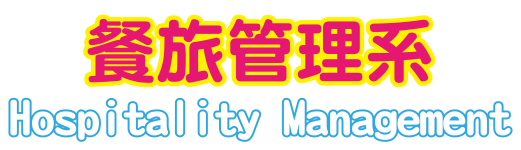 餐旅管理系
Hospitality Management